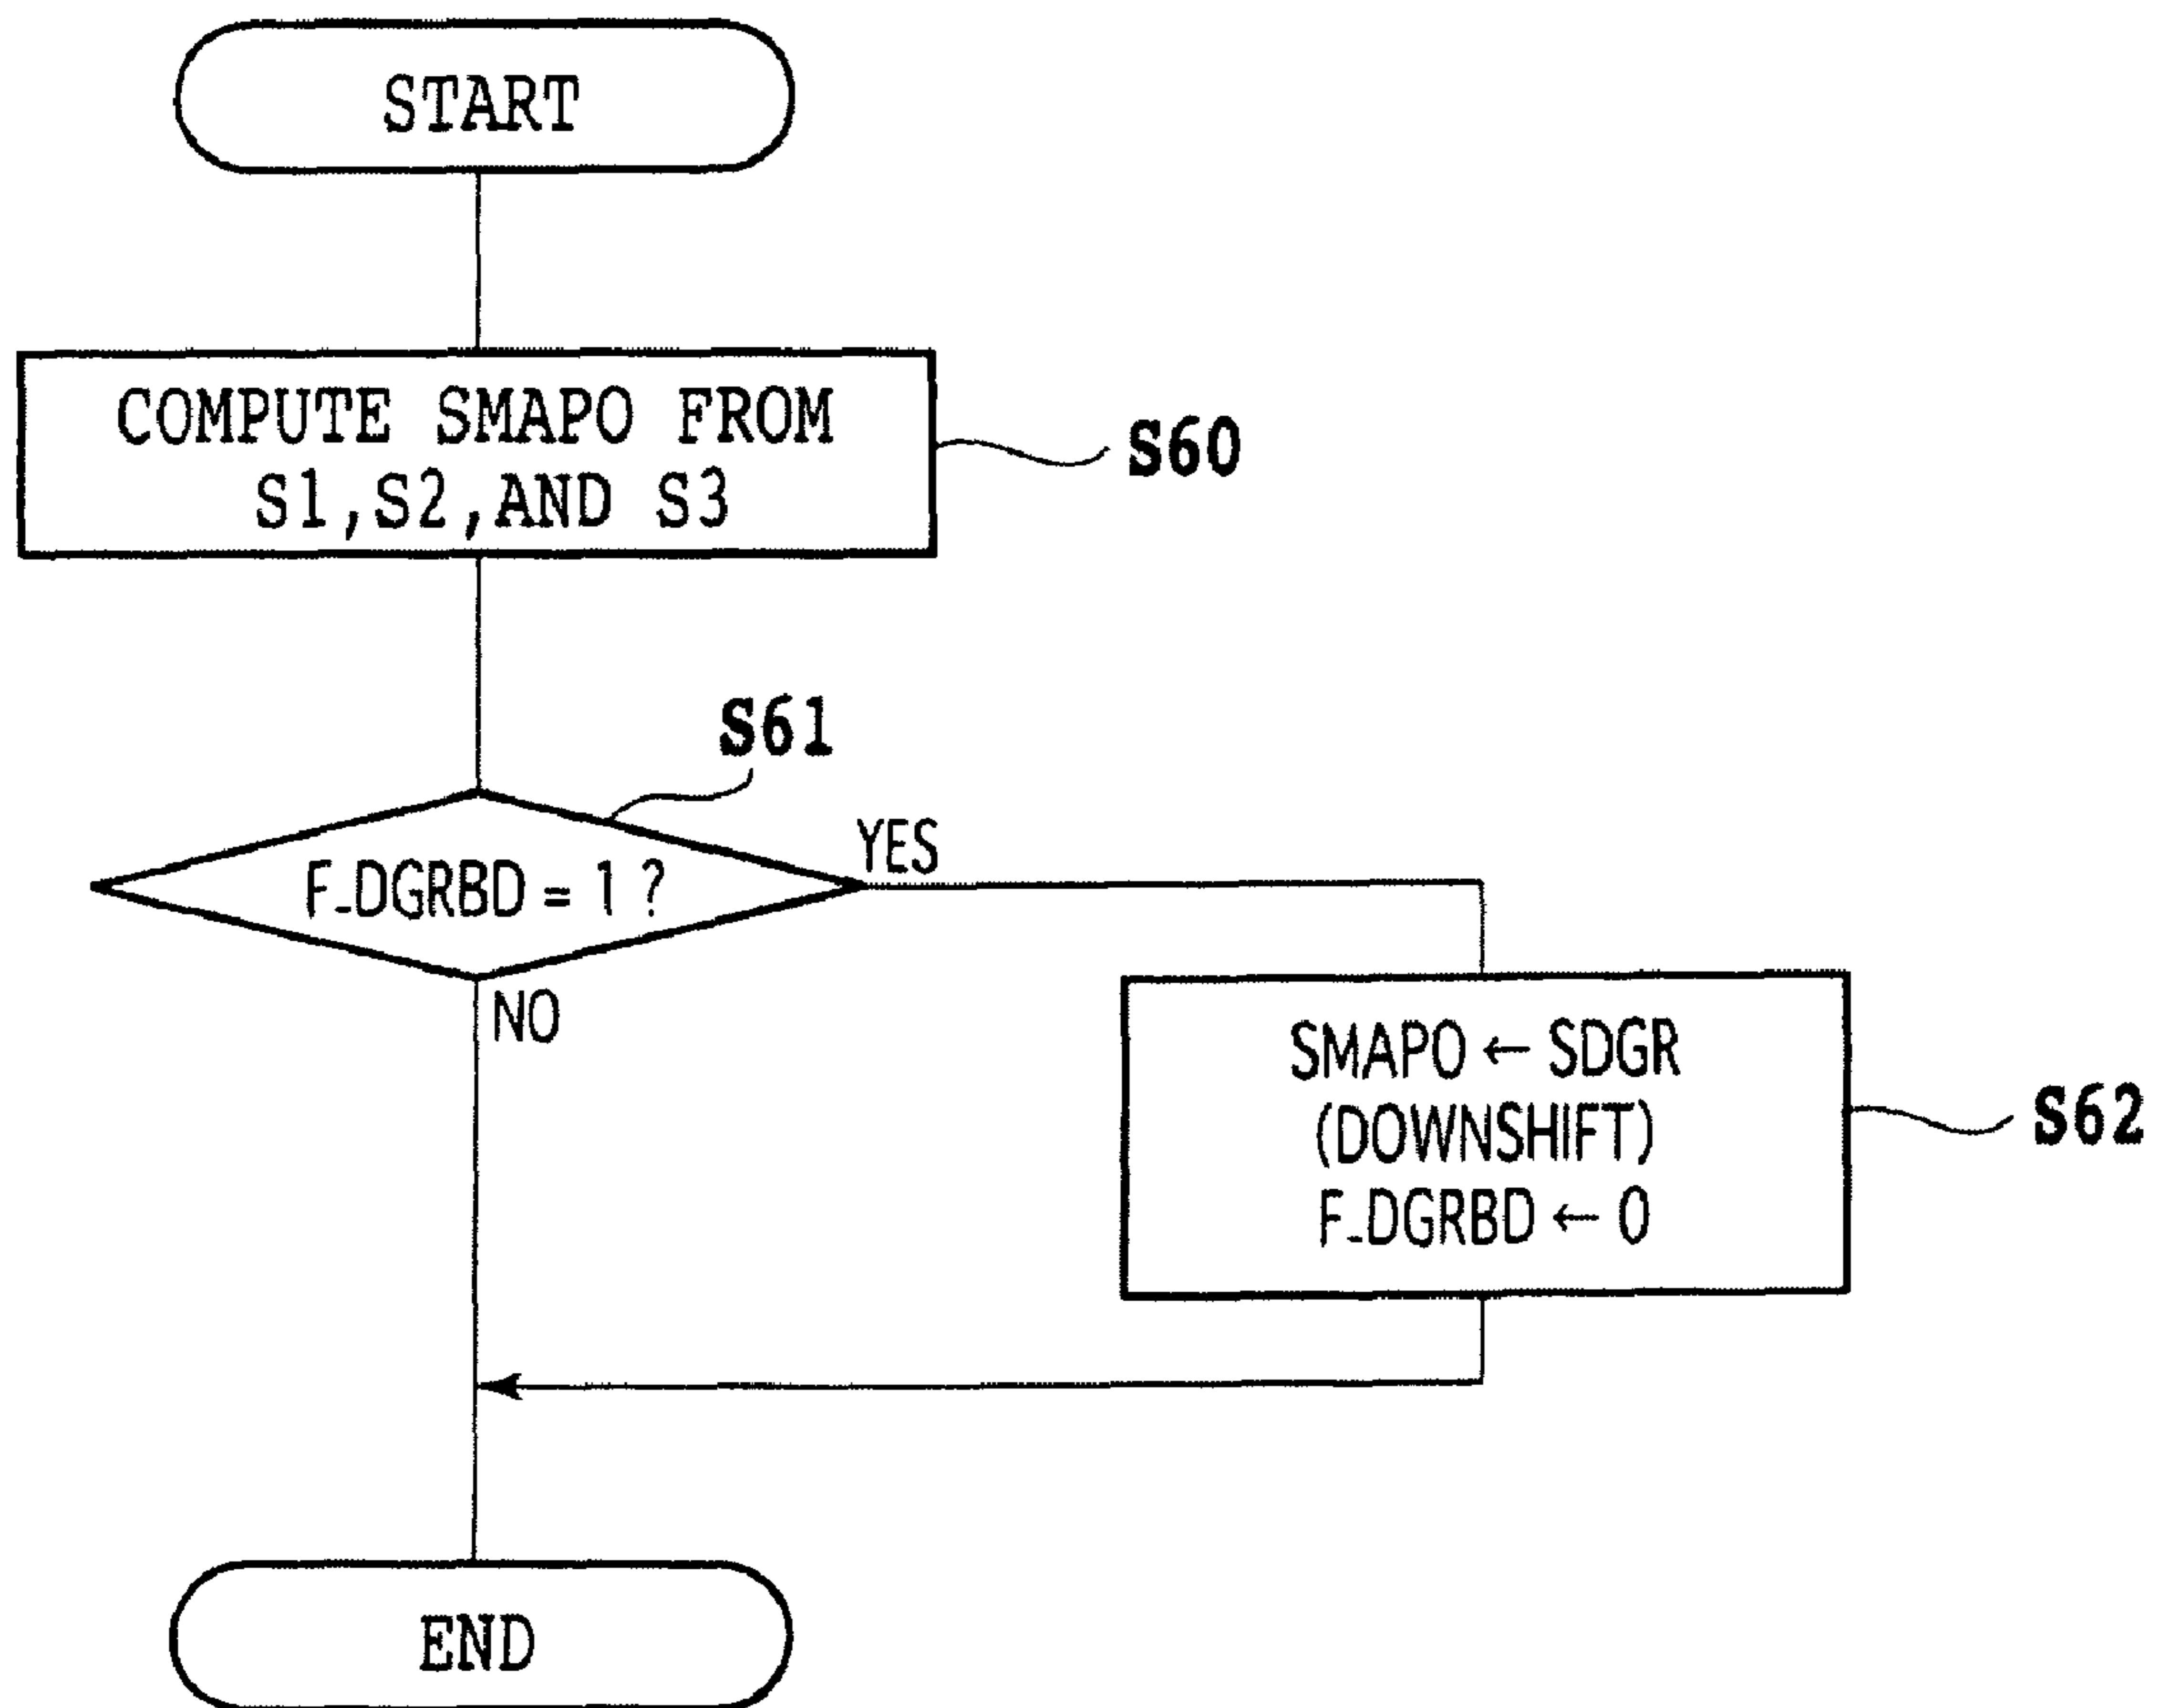 START
COMPUTE SMAPO FROM
S1,S2,AND S3
S60
S61
F_DGRBD = 1 ?
YES
NO
SMAPO ← SDGR
(DOWNSHIFT)
F_DGRBD ← 0
S62
END